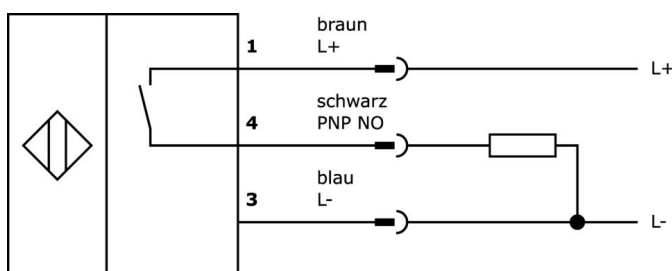 braun
1 L+
L+
schwarz
4 PNP NO
blau
3 L-
L-